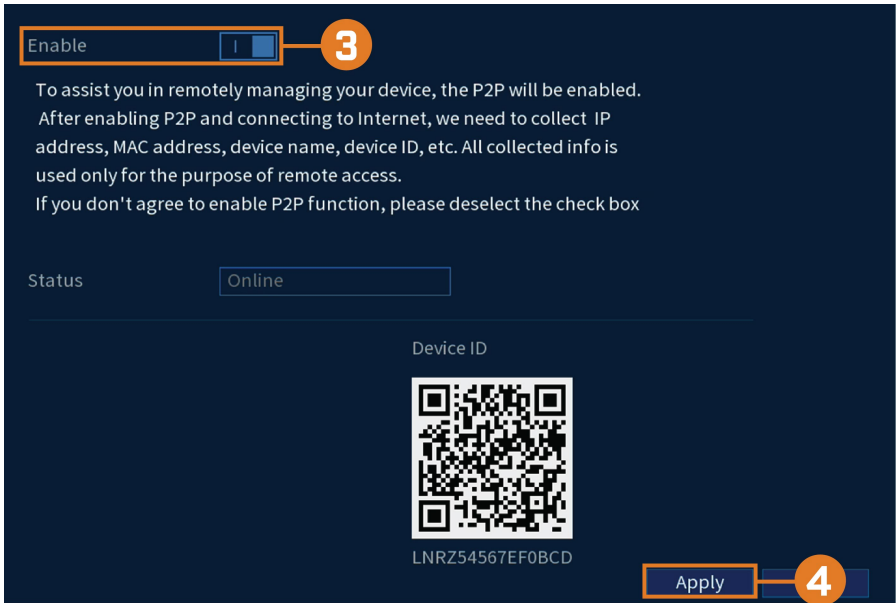 Enable
3
To assist you in remotely managing your device, the P2P will be enabled.
After enabling P2P and connecting to Internet, we need to collect IP
address, MAC address, device name, device ID, etc. All collected info is
used only for the purpose of remote access.
If you don't agree to enable P2P function, please deselect the check box
Status Online
Device ID
LNRZ54567EF0BCD
Apply 4